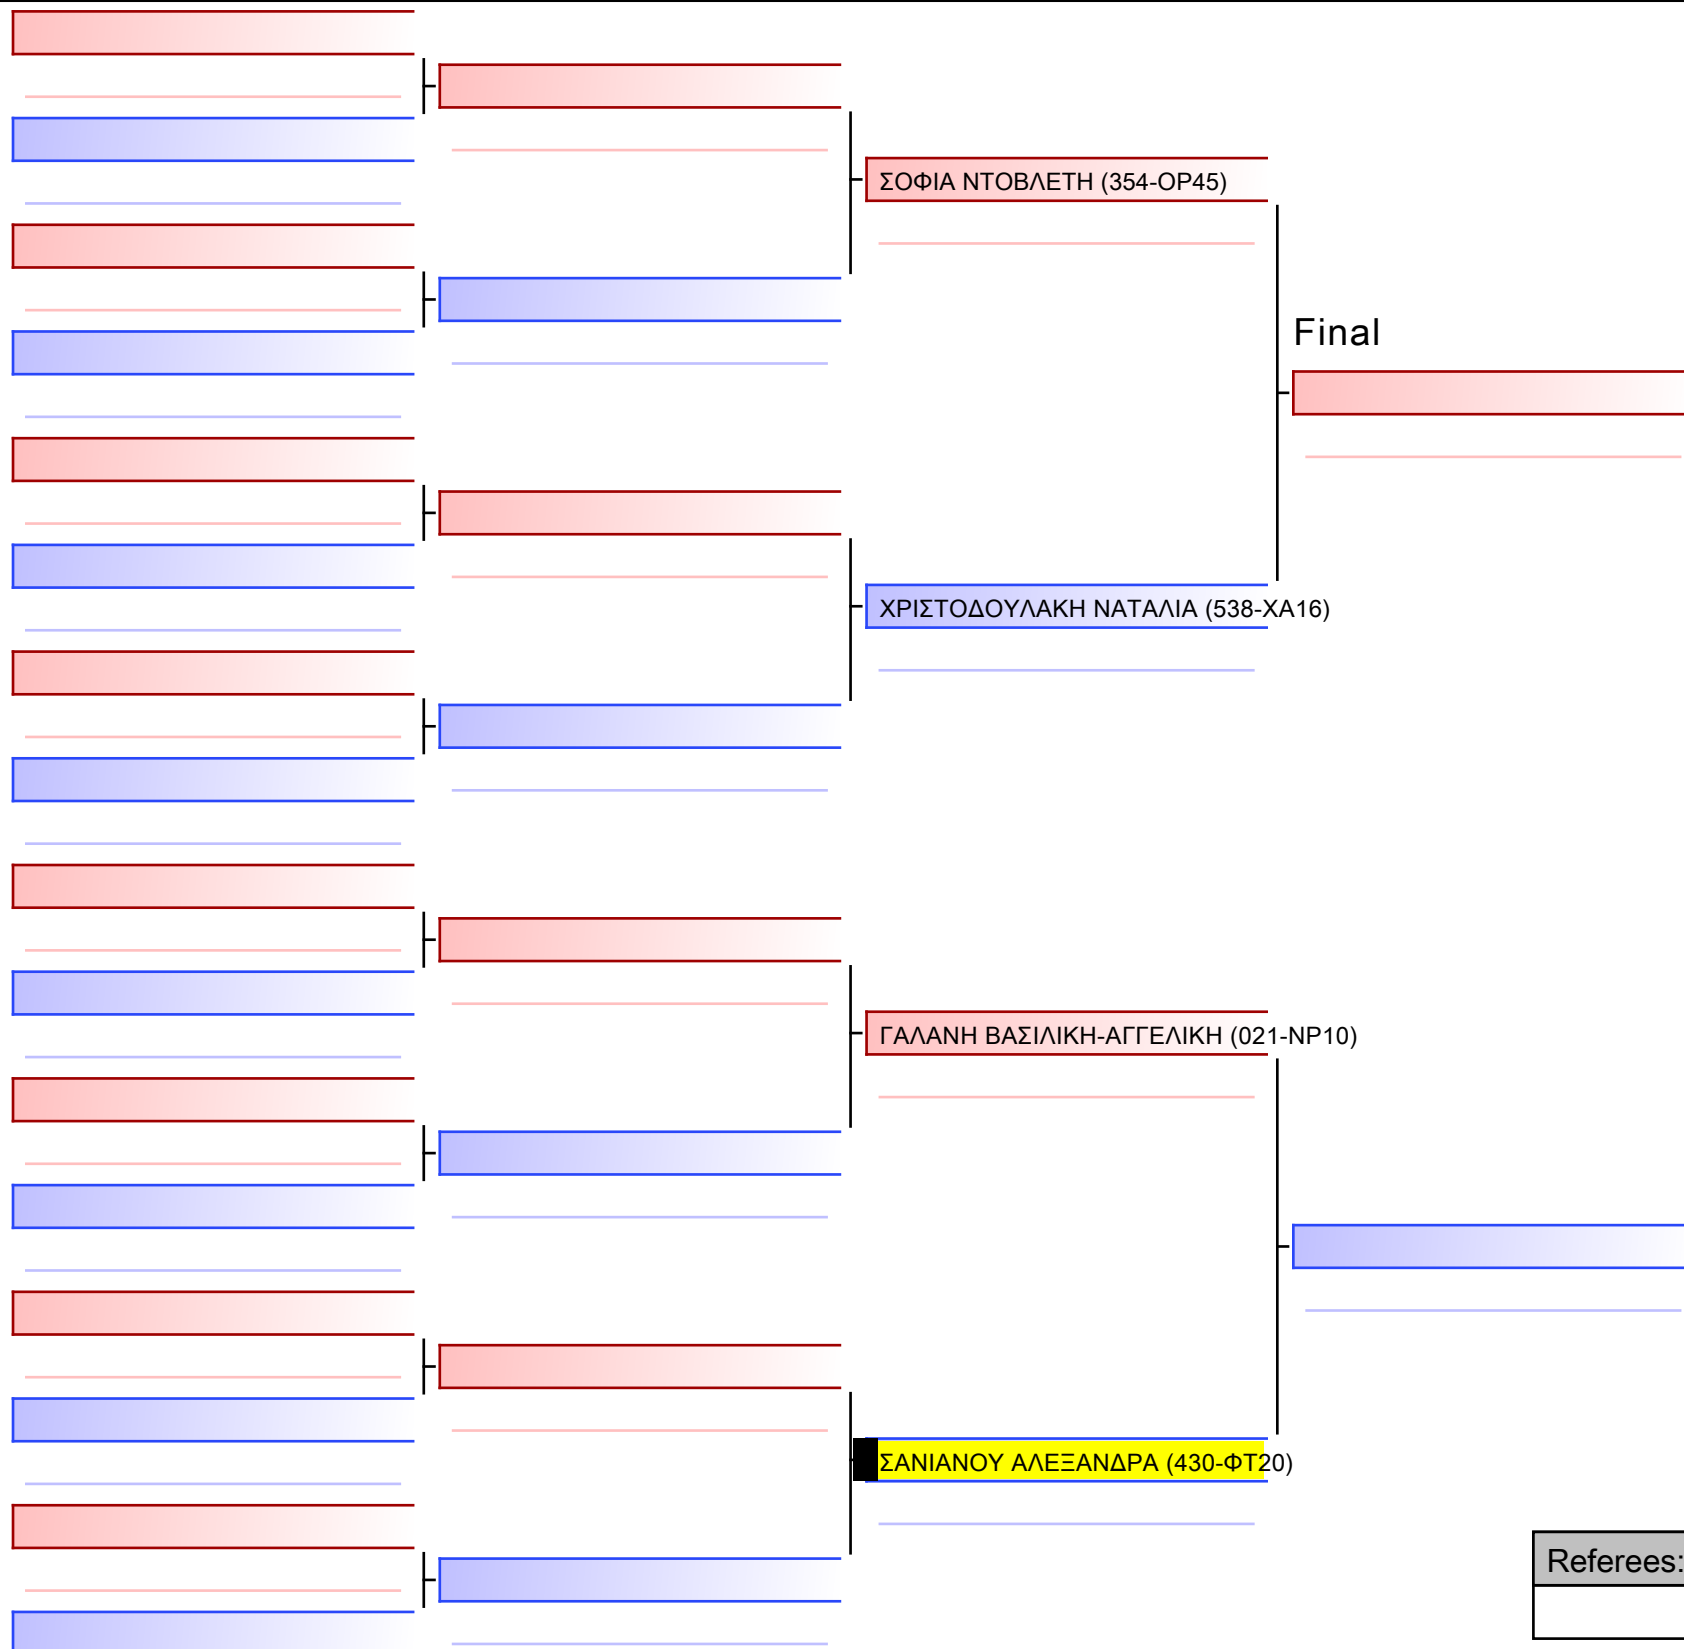 ΣΟΦΙΑ ΝΤΟΒΛΕΤΗ (354-ΟΡ45)
Final
ΧΡΙΣΤΟΔΟΥΛΑΚΗ ΝΑΤΑΛΙΑ (538-ΧΑ16)
ΓΑΛΑΝΗ ΒΑΣΙΛΙΚΗ-ΑΓΓΕΛΙΚΗ (021-ΝΡ10)
ΣΑΝΙΑΝΟΥ ΑΛΕΞΑΝΔΡΑ (430-ΦΤ20)
Referees: